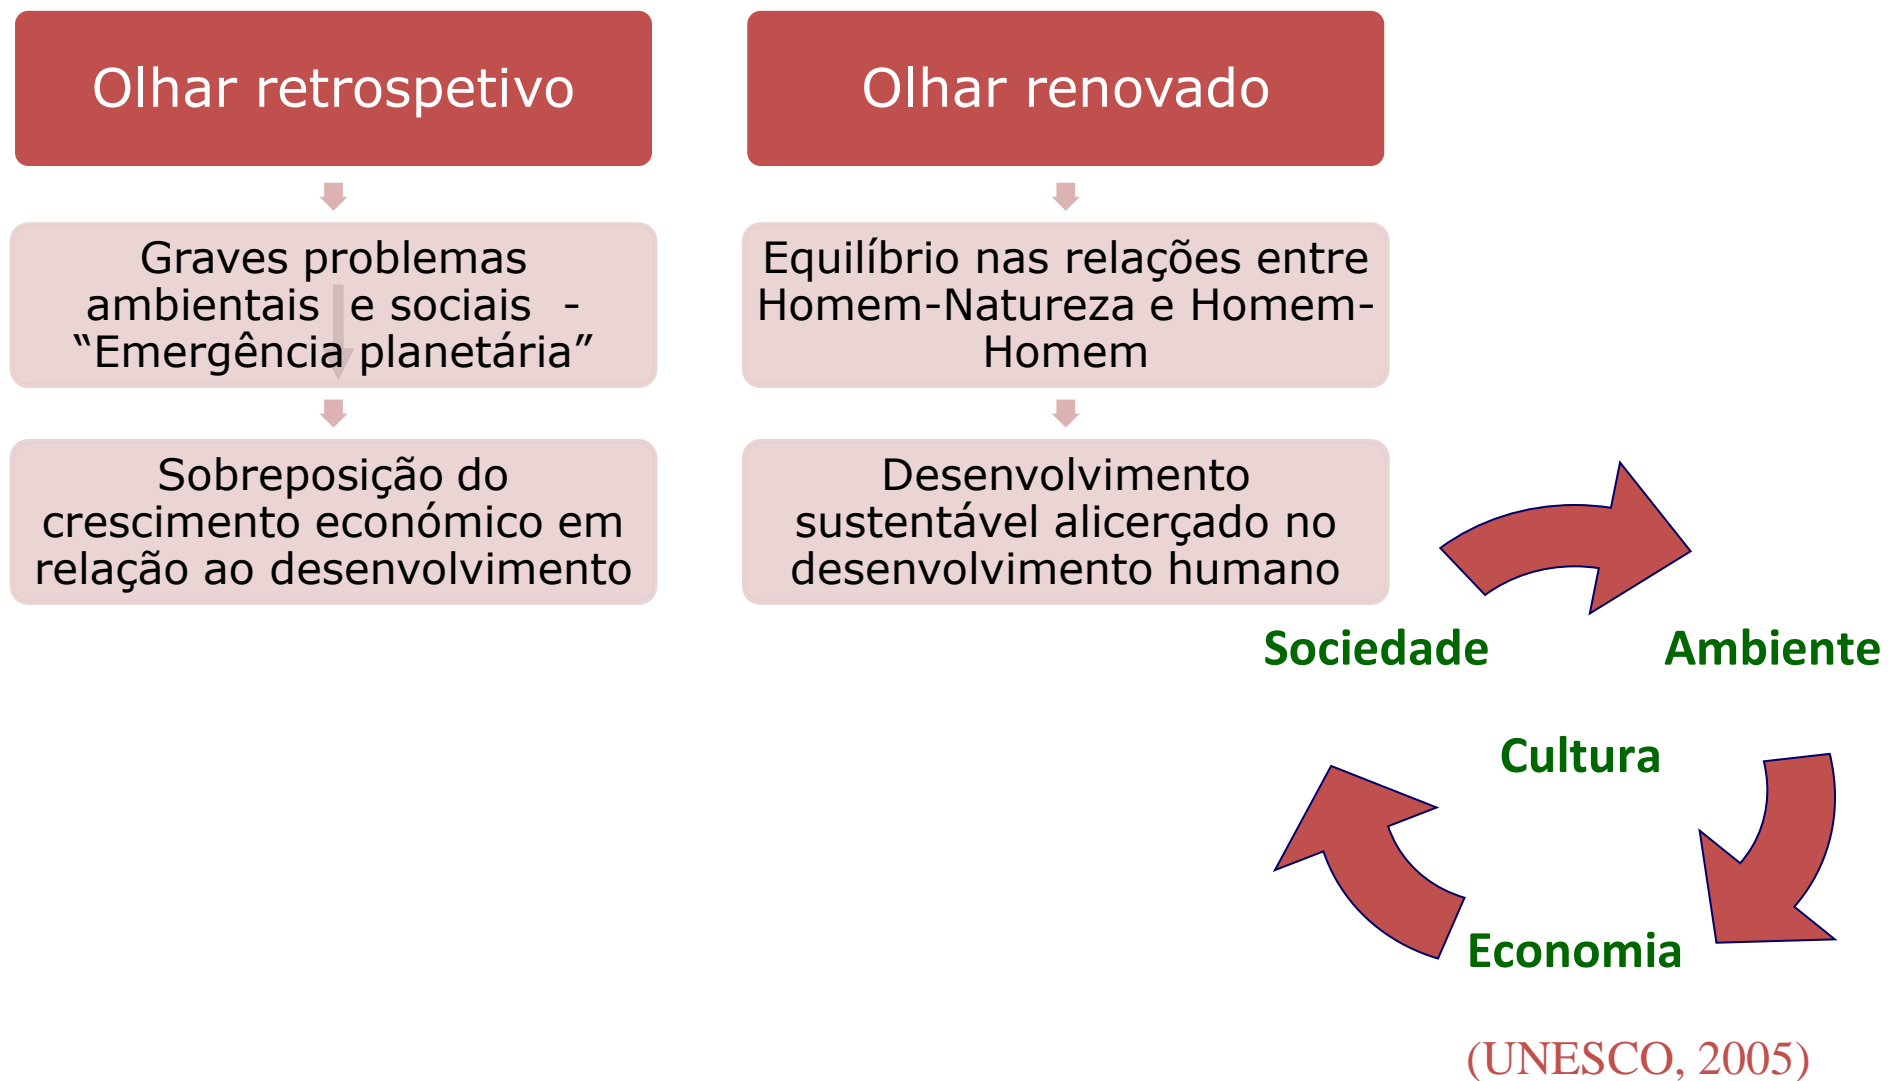 Olhar retrospetivo
Graves problemas
ambientais e sociais -
“Emergência planetária”
Sobreposição do
crescimento económico em
relação ao desenvolvimento
Olhar renovado
Equilíbrio nas relações entre
Homem-Natureza e Homem-
Homem
Desenvolvimento
sustentável alicerçado no
desenvolvimento humano
Sociedade
Ambiente
Cultura
Economia
(UNESCO, 2005)